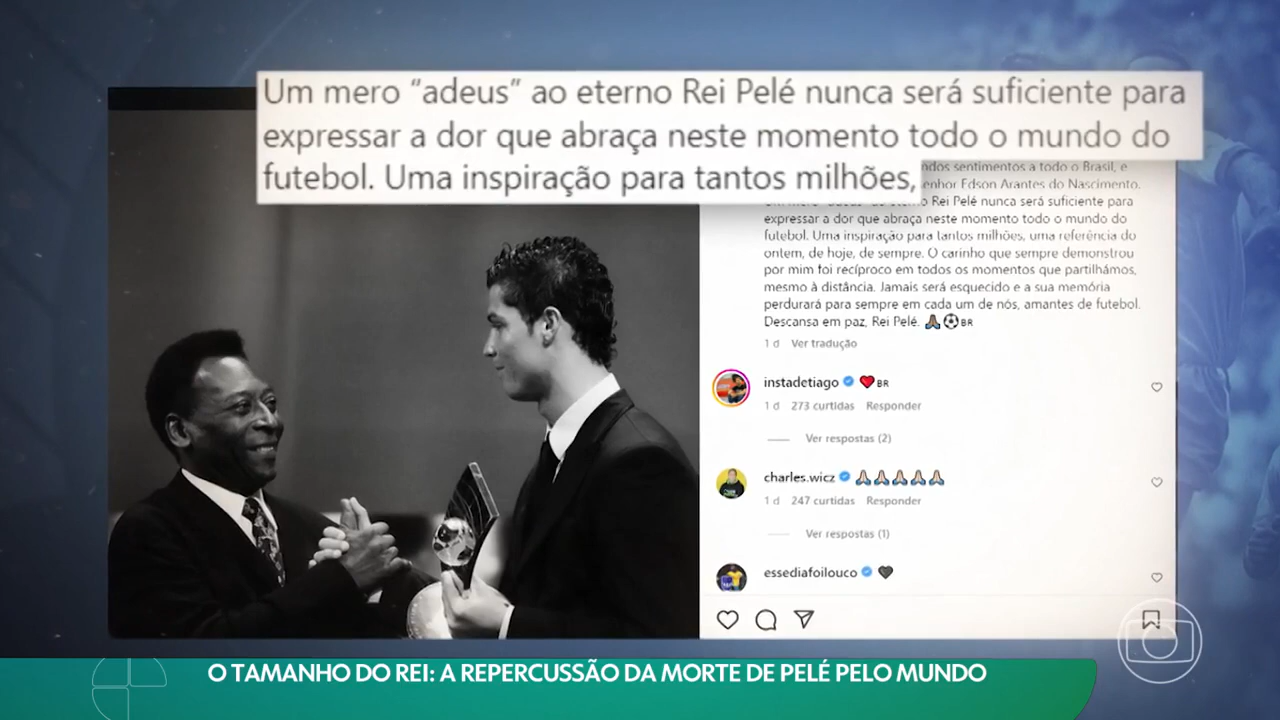 Um mero “adeus” ao eterno Rei Pelé nunca será suficiente para
expressar a dor que abraça neste momento todo o mundo do
futebol. Uma inspiração para tantos milhões,
sentimentos a todo o Brasil, e
Edson Arantes do Nascimento.
Rei Pelé nunca será suficiente para
expressar a dor que abraça neste momento todo o mundo do
futebol. Uma inspiração para tantos milhões, uma referência do
ontem, de hoje, de sempre. O carinho que sempre demonstrou
por mim foi recíproco em todos os momentos que partilhámos,
mesmo à distância. Jamais será esquecido e a sua memória
perdurará para sempre em cada um de nós, amantes de futebol.
Descansa em paz, Rei Pelé. 🙏🏽⚽BR
1 d Ver tradução
instadetiago ❤️ BR
1 d 273 curtidas Responder
Ver respostas (2)
charles.wicz 🙏🏽🙏🏽🙏🏽🙏🏽🙏🏽
1 d 247 curtidas Responder
Ver respostas (1)
essediafoilouco 🖤
O TAMANHO DO REI: A REPERCUSSÃO DA MORTE DE PELÉ PELO MUNDO